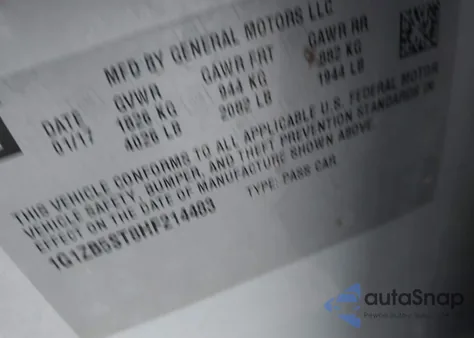 MFD BY GENERAL MOTORS LLC
DATE GVWR GAWR FRT GAWR RR
01/17 1826 KG 944 KG 882 KG
4026 LB 2082 LB 1944 LB
THIS VEHICLE CONFORMS TO ALL APPLICABLE U.S. FEDERAL MOTOR
VEHICLE SAFETY, BUMPER, AND THEFT PREVENTION STANDARDS IN
EFFECT ON THE DATE OF MANUFACTURE SHOWN ABOVE.
TYPE: PASS CAR
autoSnap